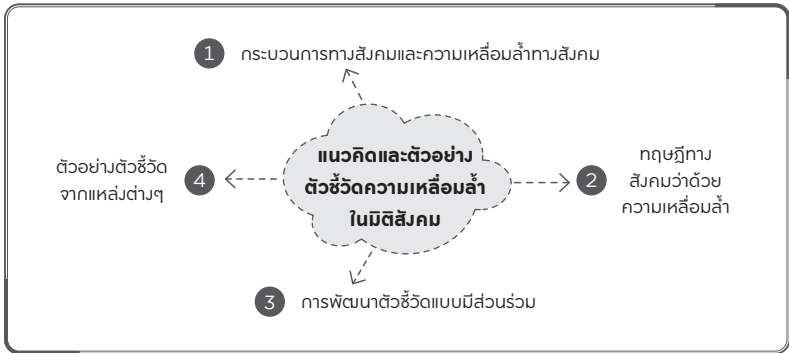 1 กระบวนการทางสังคมและความเหลื่อมล้ำทางสังคม
แนวคิดและตัวอย่าง
ตัวชี้วัดความเหลื่อมล้ำ
ในมิติสังคม
2 ทฤษฎีทาง
สังคมว่าด้วย
ความเหลื่อมล้ำ
3 การพัฒนาตัวชี้วัดแบบมีส่วนร่วม
ตัวอย่างตัวชี้วัด
จากแหล่งต่างๆ 4